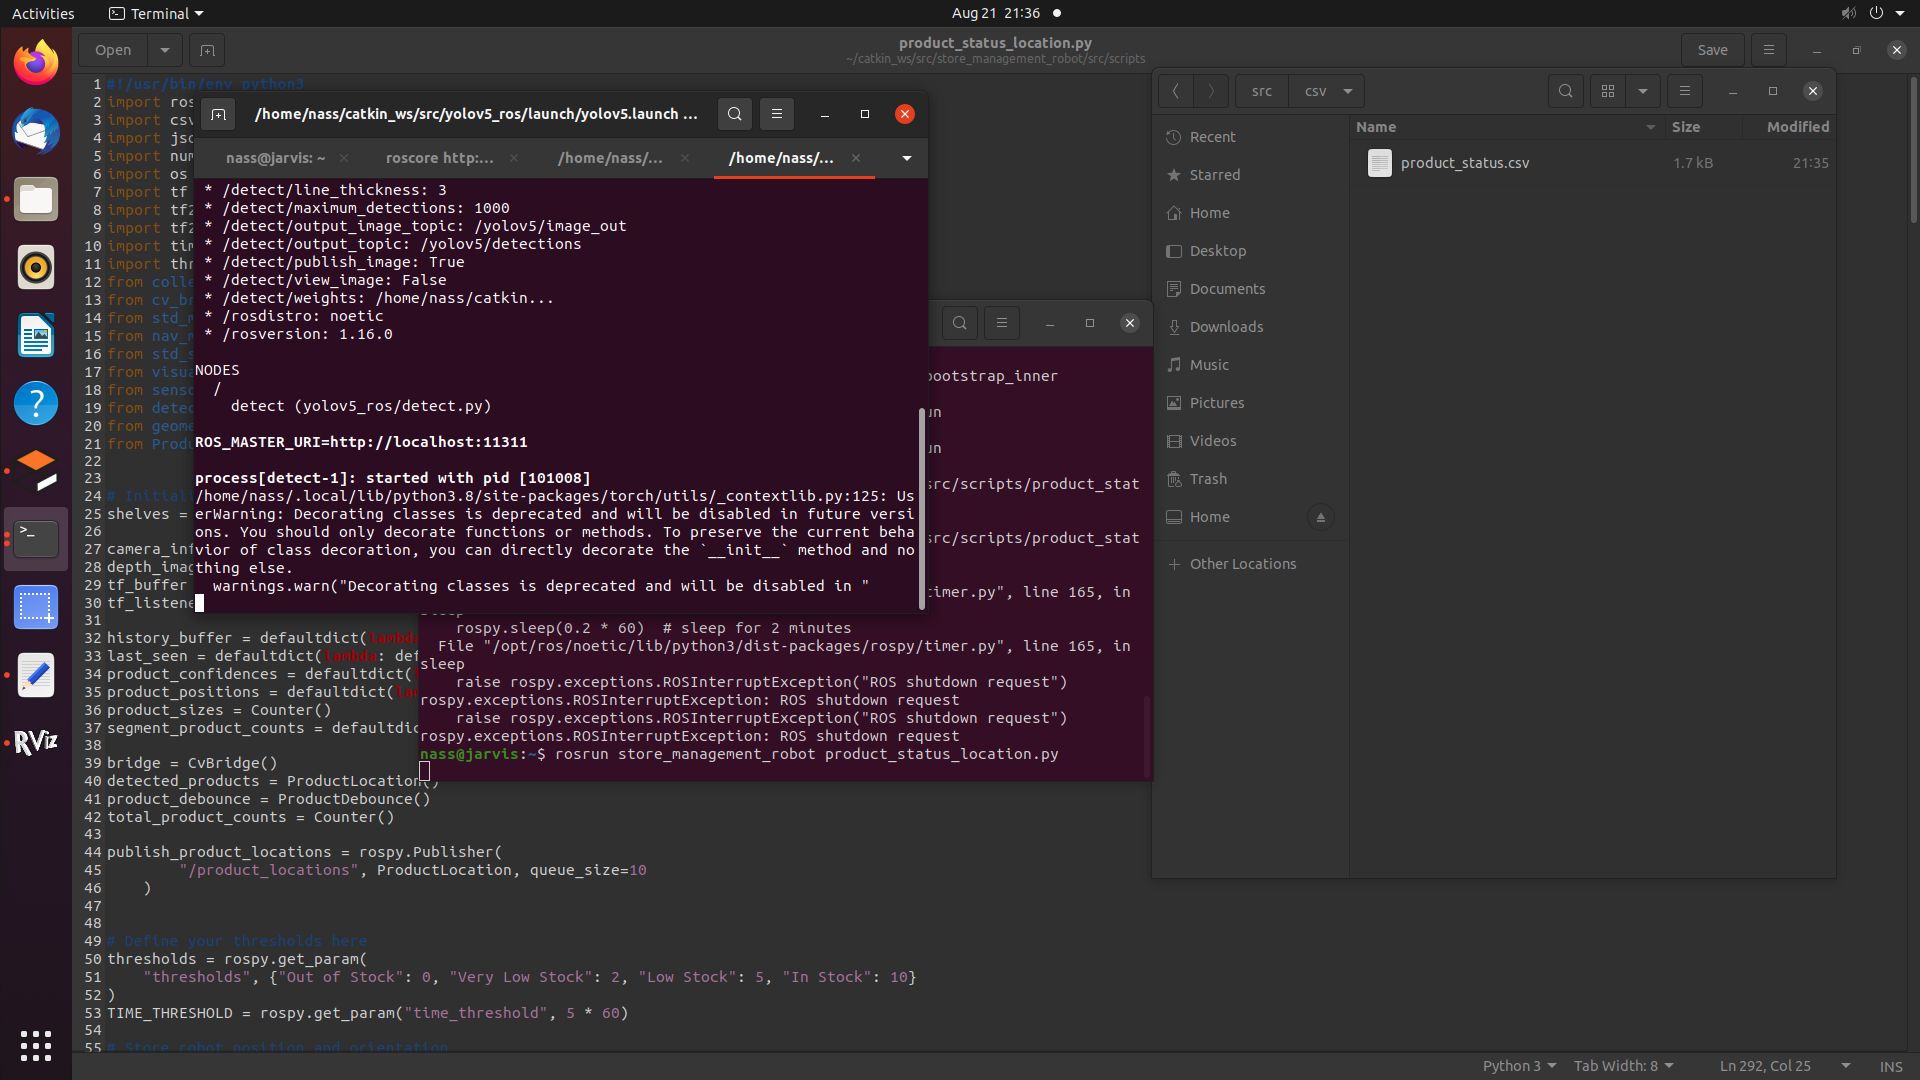 Activities
Terminal
Aug 21 21:36
Open
product_status_location.py
~/catkin_ws/src/store_management_robot/src/scripts
Save
1 #!/usr/bin/env python3
2 import ros
3 import csv
4 import jso
5 import num
6 import os
7 import tf
8 import tf2
9 import tf2
10 import tim
11 import thr
12 from colle
13 from cv_br
14 from std_m
15 from nav_m
16 from std_s
17 from visua
18 from senso
19 from detec
20 from geome
21 from Produ
22
23
24 # Initiali
25 shelves =
26
27 camera_inf
28 depth_imag
29 tf_buffer
30 tf_listene
31
32 history_buffer = defaultdict(lambda
33 last_seen = defaultdict(lambda: def
34 product_confidences = defaultdict(
35 product_positions = defaultdict(la
36 product_sizes = Counter()
37 segment_product_counts = defaultdic
38
39 bridge = CvBridge()
40 detected_products = ProductLocation()
41 product_debounce = ProductDebounce()
42 total_product_counts = Counter()
43
44 publish_product_locations = rospy.Publisher(
45 "/product_locations", ProductLocation, queue_size=10
46 )
47
48
49 # Define your thresholds here
50 thresholds = rospy.get_param(
51 "thresholds", {"Out of Stock": 0, "Very Low Stock": 2, "Low Stock": 5, "In Stock": 10}
52 )
53 TIME_THRESHOLD = rospy.get_param("time_threshold", 5 * 60)
54
55 # Store robot position and orientation
/home/nass/catkin_ws/src/yolov5_ros/launch/yolov5.launch ...
nass@jarvis: ~
roscore http:...
/home/nass/...
/home/nass/...
* /detect/line_thickness: 3
* /detect/maximum_detections: 1000
* /detect/output_image_topic: /yolov5/image_out
* /detect/output_topic: /yolov5/detections
* /detect/publish_image: True
* /detect/view_image: False
* /detect/weights: /home/nass/catkin...
* /rosdistro: noetic
* /rosversion: 1.16.0
NODES
/
detect (yolov5_ros/detect.py)
ROS_MASTER_URI=http://localhost:11311
process[detect-1]: started with pid [101008]
/home/nass/.local/lib/python3.8/site-packages/torch/utils/_contextlib.py:125: Us
erWarning: Decorating classes is deprecated and will be disabled in future versi
ons. You should only decorate functions or methods. To preserve the current beha
vior of class decoration, you can directly decorate the `__init__` method and no
thing else.
warnings.warn("Decorating classes is deprecated and will be disabled in "
bootstrap_inner
un
un
src/scripts/product_stat
src/scripts/product_stat
timer.py", line 165, in
rospy.sleep(0.2 * 60) # sleep for 2 minutes
File "/opt/ros/noetic/lib/python3/dist-packages/rospy/timer.py", line 165, in
sleep
raise rospy.exceptions.ROSInterruptException("ROS shutdown request")
rospy.exceptions.ROSInterruptException: ROS shutdown request
raise rospy.exceptions.ROSInterruptException("ROS shutdown request")
rospy.exceptions.ROSInterruptException: ROS shutdown request
nass@jarvis:~$ rosrun store_management_robot product_status_location.py
src
csv
Recent
Starred
Home
Desktop
Documents
Downloads
Music
Pictures
Videos
Trash
Home
Other Locations
Name Size Modified
product_status.csv 1.7 kB 21:35
RViz
Python 3
Tab Width: 8
Ln 292, Col 25
INS